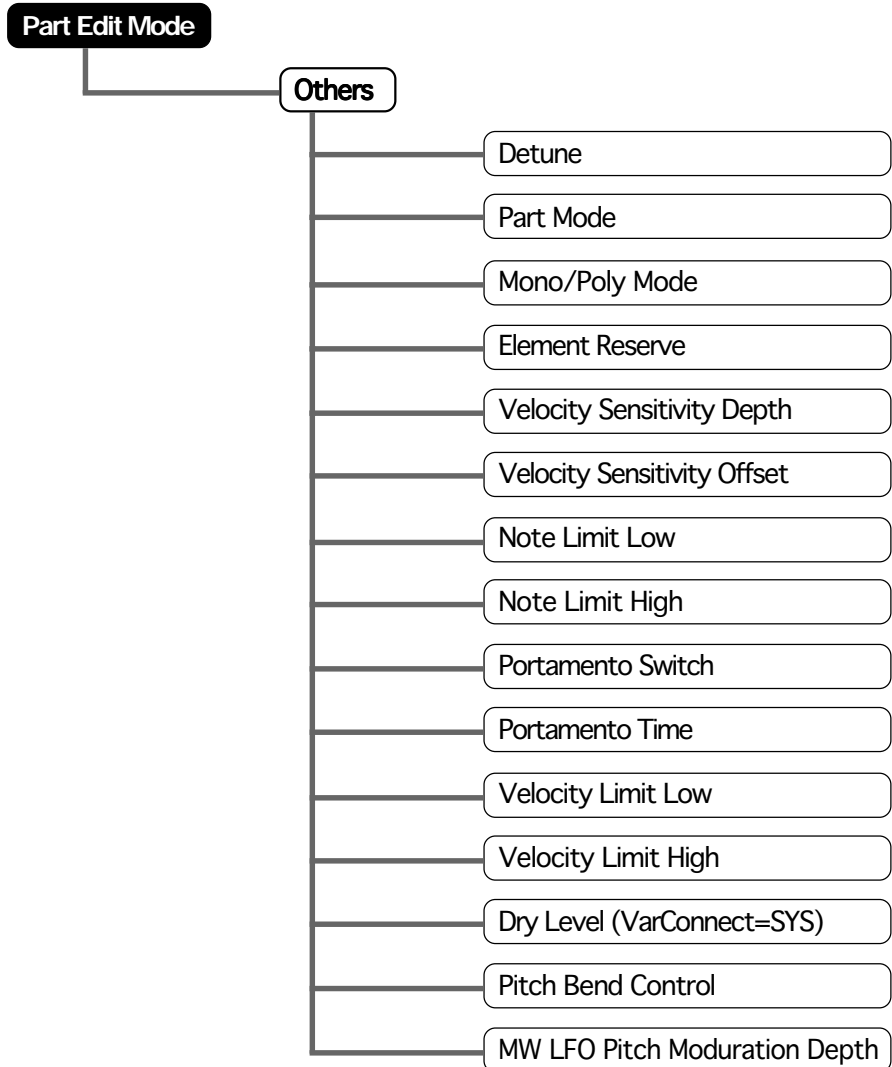 Part Edit Mode
Others
Detune
Part Mode
Mono/Poly Mode
Element Reserve
Velocity Sensitivity Depth
Velocity Sensitivity Offset
Note Limit Low
Note Limit High
Portamento Switch
Portamento Time
Velocity Limit Low
Velocity Limit High
Dry Level (VarConnect=SYS)
Pitch Bend Control
MW LFO Pitch Moduration Depth